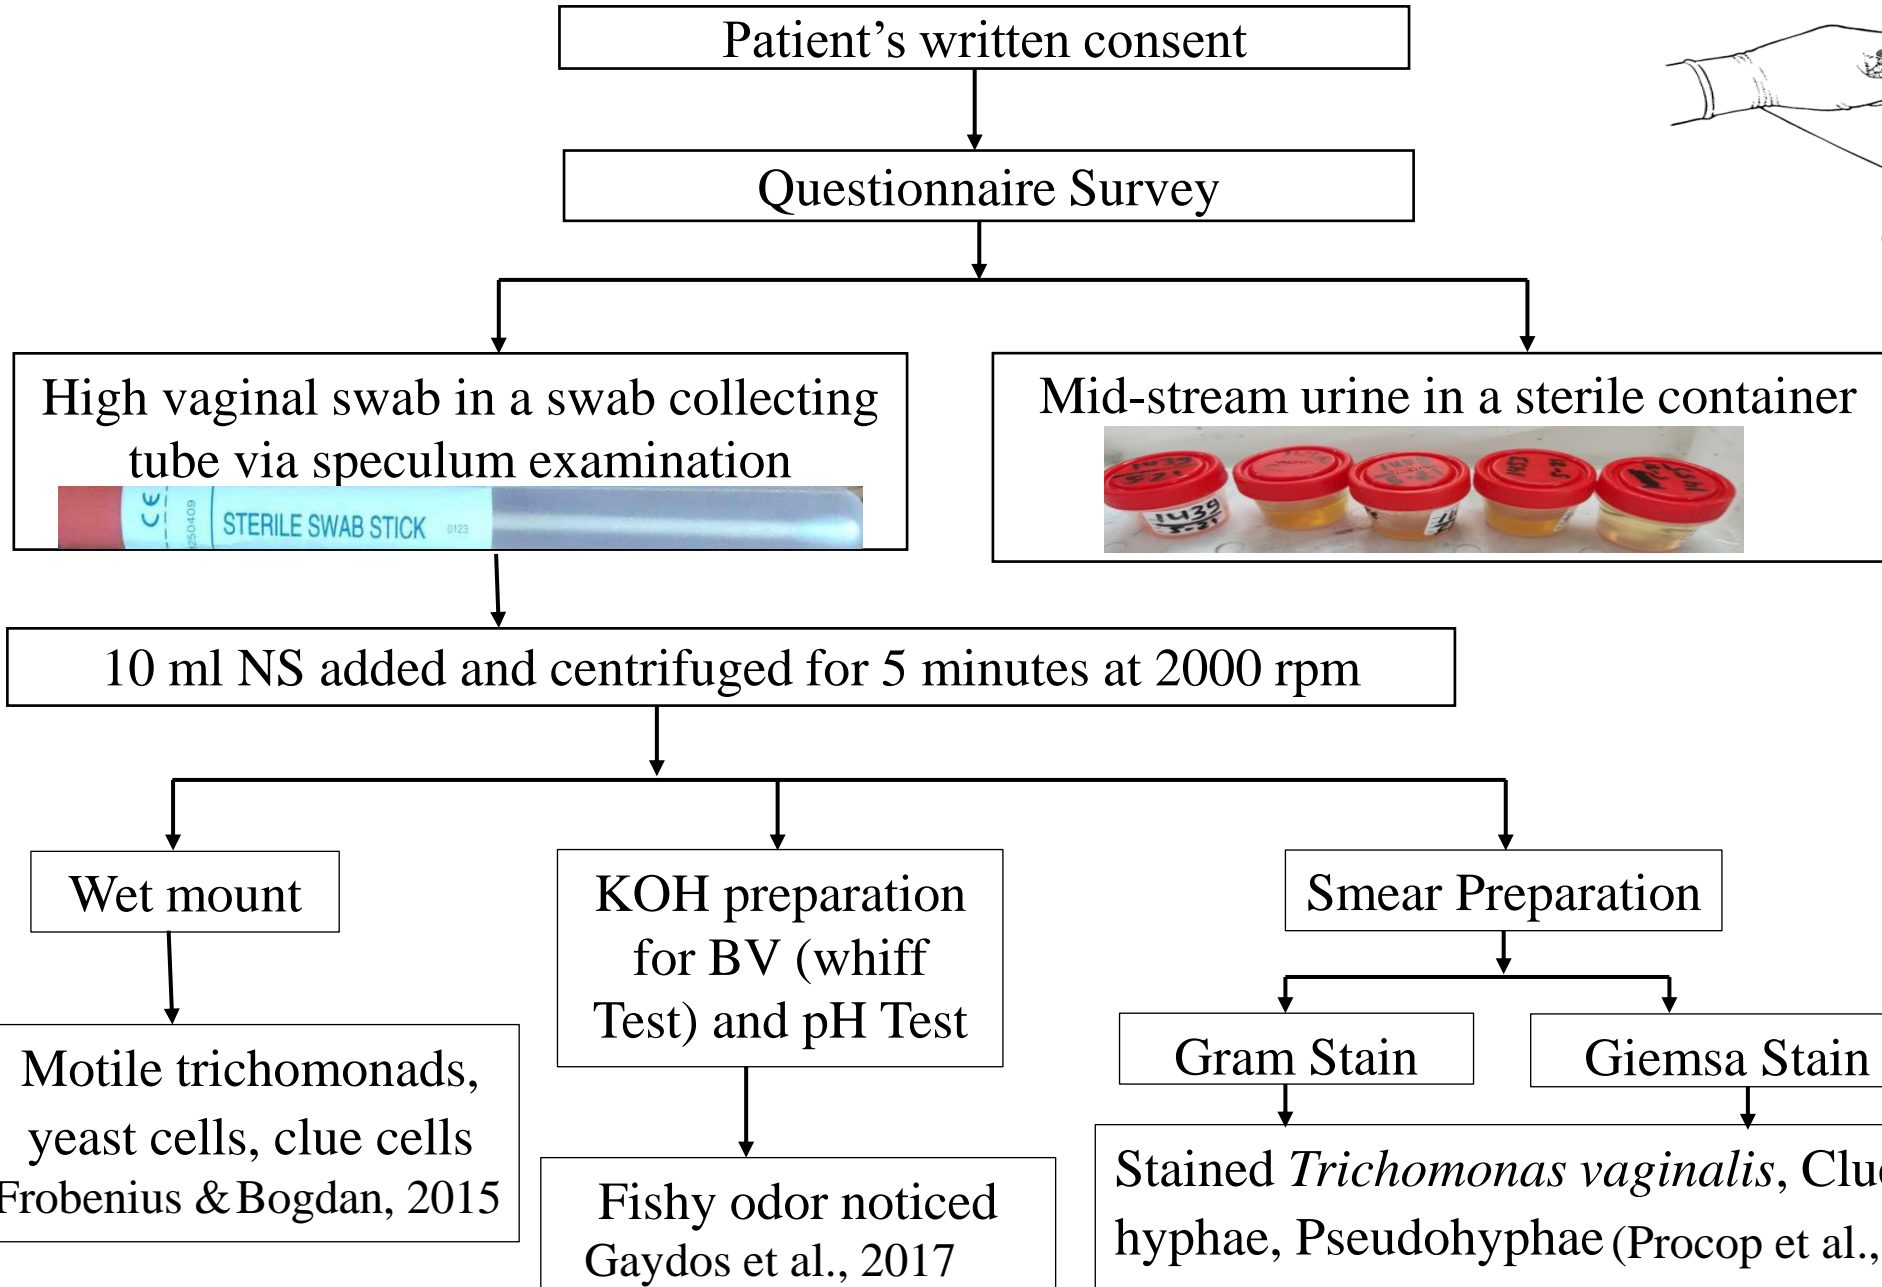 Patient’s written consent
Questionnaire Survey
High vaginal swab in a swab collecting
tube via speculum examination
CE
STERILE SWAB STICK
0123
Mid-stream urine in a sterile container
1439
10 ml NS added and centrifuged for 5 minutes at 2000 rpm
Wet mount
KOH preparation
for BV (whiff
Test) and pH Test
Smear Preparation
Gram Stain
Giemsa Stain
Motile trichomonads,
yeast cells, clue cells
Frobenius & Bogdan, 2015
Fishy odor noticed
Gaydos et al., 2017
Stained Trichomonas vaginalis, Clue
hyphae, Pseudohyphae (Procop et al.,